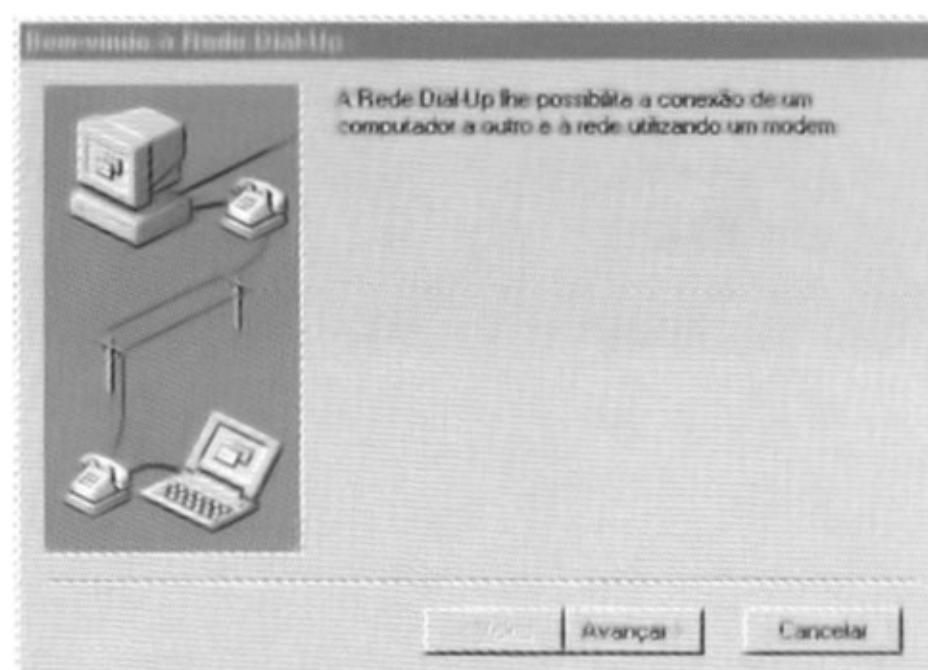 Bem-vindo à Rede Dial-Up
A Rede Dial-Up lhe possibilita a conexão de um
computador a outro e à rede utilizando um modem
Avançar >
Cancelar